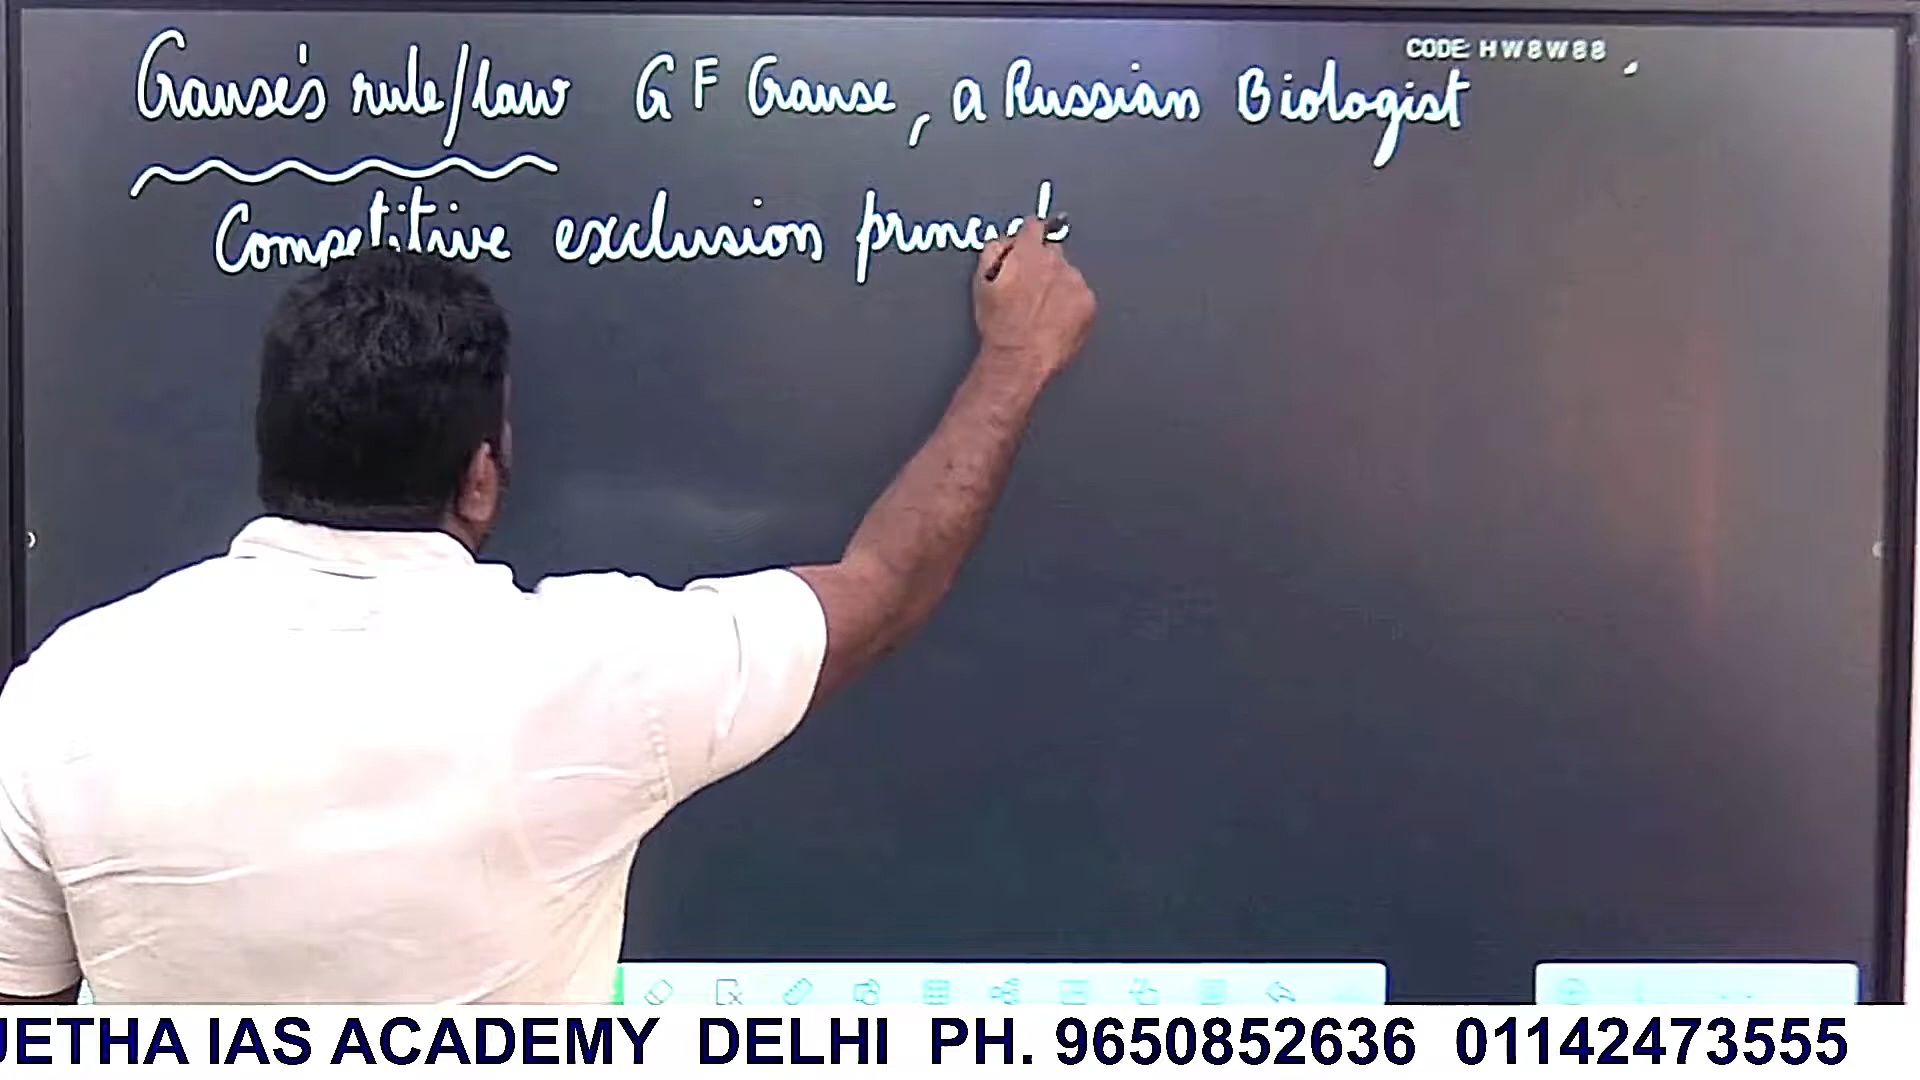 CODE: HW8W88
Gause's rule/law G F Gause, a Russian Biologist
Competitive exclusion
JETHA IAS ACADEMY DELHI PH. 9650852636 01142473555